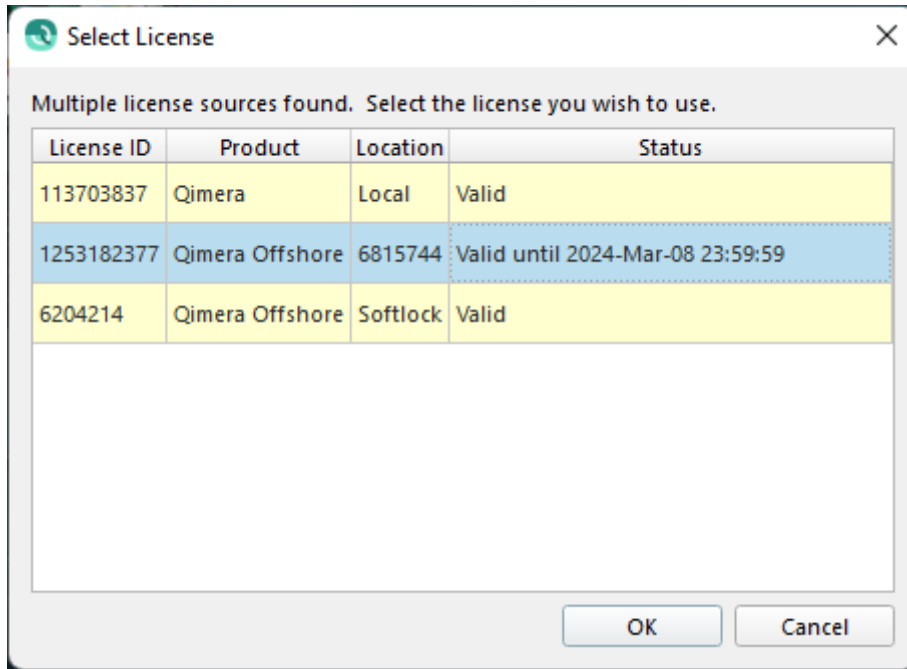 Select License
Multiple license sources found.  Select the license you wish to use.
License ID Product Location Status
113703837 Qimera Local Valid
1253182377 Qimera Offshore 6815744 Valid until 2024-Mar-08 23:59:59
6204214 Qimera Offshore Softlock Valid
OK Cancel